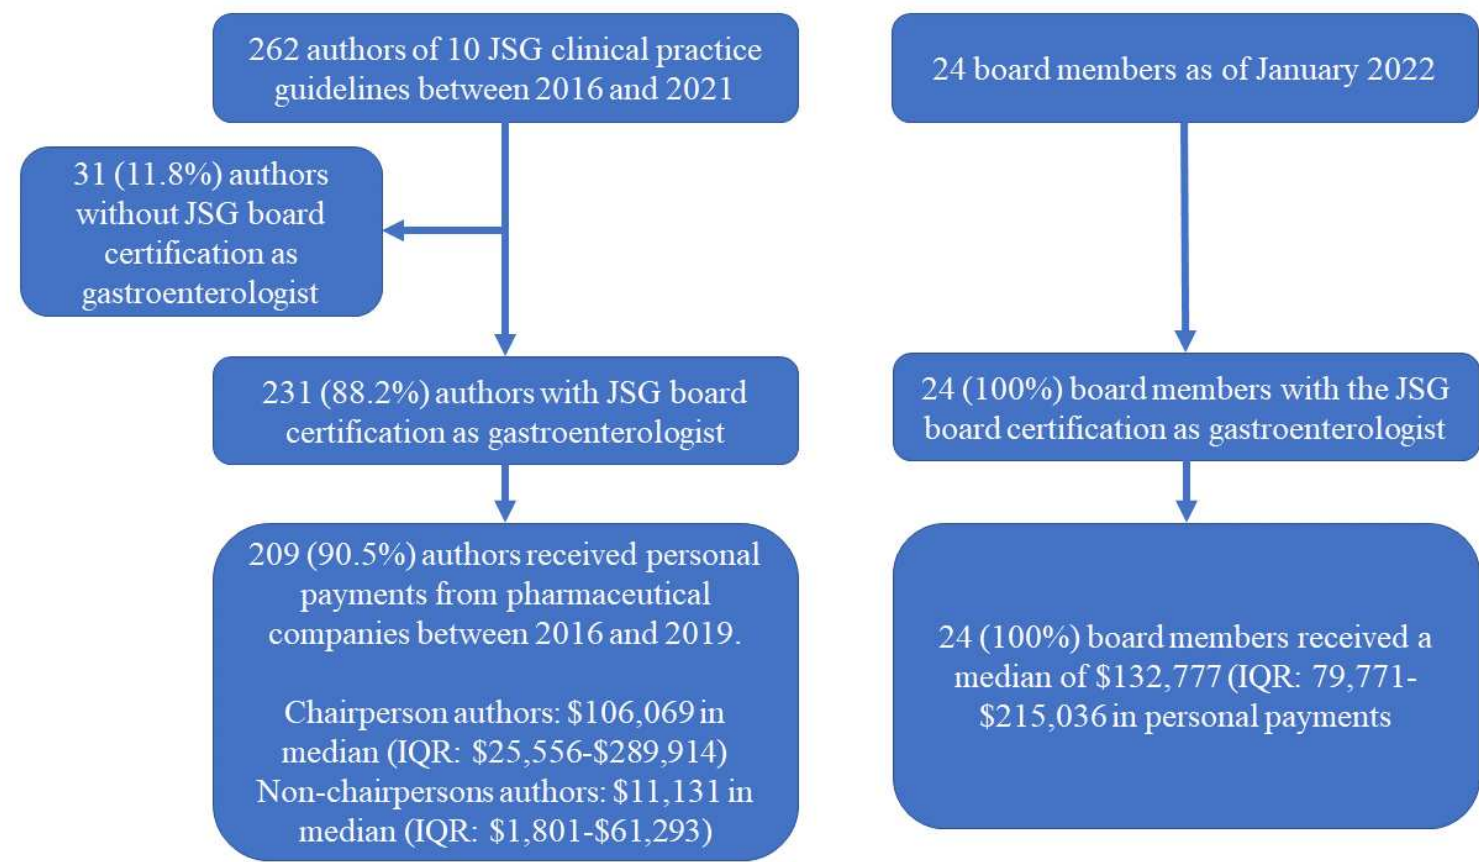 262 authors of 10 JSG clinical practice
guidelines between 2016 and 2021
31 (11.8%) authors
without JSG board
certification as
gastroenterologist
231 (88.2%) authors with JSG board
certification as gastroenterologist
209 (90.5%) authors received personal
payments from pharmaceutical
companies between 2016 and 2019.
Chairperson authors: $106,069 in
median (IQR: $25,556-$289,914)
Non-chairpersons authors: $11,131 in
median (IQR: $1,801-$61,293)
24 board members as of January 2022
24 (100%) board members with the JSG
board certification as gastroenterologist
24 (100%) board members received a
median of $132,777 (IQR: 79,771-
$215,036 in personal payments